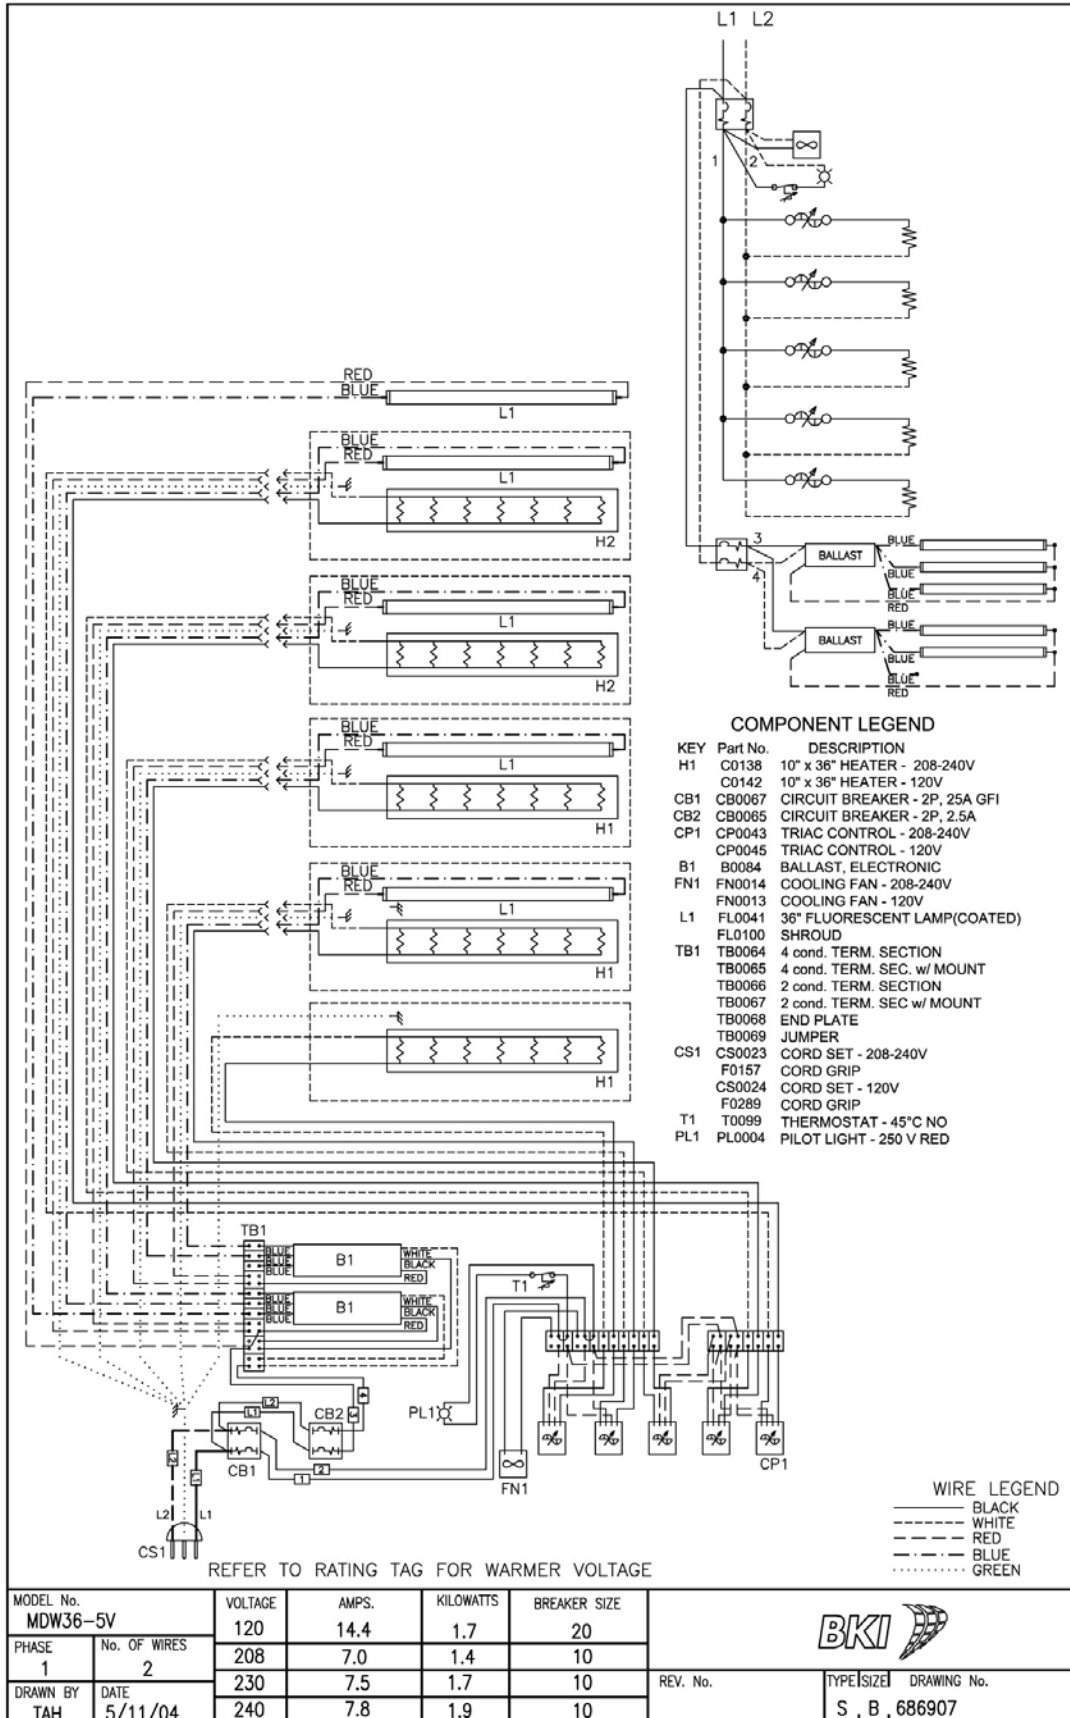 L1 L2
1 2
RED
BLUE
L1
BLUE
RED
L1
H2
3
4
BALLAST
BLUE
BLUE
BLUE
RED
BALLAST
BLUE
BLUE
BLUE
RED
BLUE
RED
L1
H2
BLUE
RED
L1
H1
BLUE
RED
L1
H1
H1
COMPONENT LEGEND
KEY Part No. DESCRIPTION
H1 C0138 10" x 36" HEATER - 208-240V
C0142 10" x 36" HEATER - 120V
CB1 CB0067 CIRCUIT BREAKER - 2P, 25A GFI
CB2 CB0065 CIRCUIT BREAKER - 2P, 2.5A
CP1 CP0043 TRIAC CONTROL - 208-240V
CP0045 TRIAC CONTROL - 120V
B1 B0084 BALLAST, ELECTRONIC
FN1 FN0014 COOLING FAN - 208-240V
FN0013 COOLING FAN - 120V
L1 FL0041 36" FLUORESCENT LAMP(COATED)
FL0100 SHROUD
TB1 TB0064 4 cond. TERM. SECTION
TB0065 4 cond. TERM. SEC. w/ MOUNT
TB0066 2 cond. TERM. SECTION
TB0067 2 cond. TERM. SEC w/ MOUNT
TB0068 END PLATE
TB0069 JUMPER
CS1 CS0023 CORD SET - 208-240V
F0157 CORD GRIP
CS0024 CORD SET - 120V
F0289 CORD GRIP
T1 T0099 THERMOSTAT - 45°C NO
PL1 PL0004 PILOT LIGHT - 250 V RED
TB1
BLUE
BLUE
BLUE
B1
WHITE
BLACK
RED
BLUE
BLUE
BLUE
B1
WHITE
BLACK
RED
T1
4
3
L2
L1
CB2
PL1
L2
L1
CB1
2
1
FN1
CP1
L2 L1
CS1
WIRE LEGEND
BLACK
WHITE
RED
BLUE
GREEN
REFER TO RATING TAG FOR WARMER VOLTAGE
MODEL No.
MDW36-5V
PHASE
1
No. OF WIRES
2
DRAWN BY
TAH
DATE
5/11/04
VOLTAGE AMPS. KILOWATTS BREAKER SIZE
120 14.4 1.7 20
208 7.0 1.4 10
230 7.5 1.7 10
240 7.8 1.9 10
BKI
REV. No.
TYPE SIZE DRAWING No.
S , B , 686907